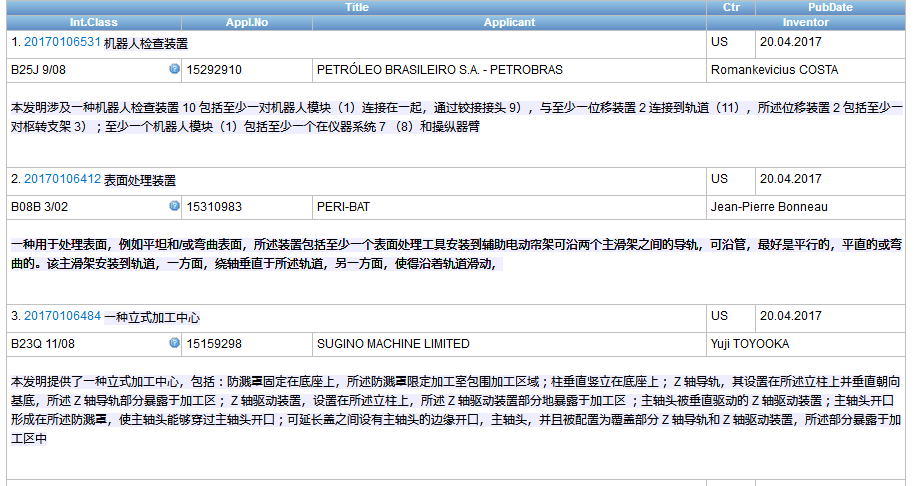 Title Ctr PubDate
Int.Class Appl.No Applicant Inventor
1. 20170106531 机器人检查装置 US 20.04.2017
B25J 9/08 15292910 PETRÓLEO BRASILEIRO S.A. - PETROBRAS Romankevicius COSTA
本发明涉及一种机器人检查装置 10 包括至少一对机器人模块（1）连接在一起，通过铰接接头 9），与至少一位移装置 2 连接到轨道（11），所述位移装置 2 包括至少一
对枢转支架 3）；至少一个机器人模块（1）包括至少一个在仪器系统 7 （8）和操纵器臂
2. 20170106412 表面处理装置 US 20.04.2017
B08B 3/02 15310983 PERI-BAT Jean-Pierre Bonneau
一种用于处理表面，例如平坦和/或弯曲表面，所述装置包括至少一个表面处理工具安装到辅助电动帘架可沿两个主滑架之间的导轨，可沿管，最好是平行的，平直的或弯
曲的。该主滑架安装到轨道，一方面，绕轴垂直于所述轨道，另一方面，使得沿着轨道滑动，
3. 20170106484 一种立式加工中心 US 20.04.2017
B23Q 11/08 15159298 SUGINO MACHINE LIMITED Yuji TOYOOKA
本发明提供了一种立式加工中心，包括：防溅罩固定在底座上，所述防溅罩限定加工室包围加工区域；柱垂直竖立在底座上； Z 轴导轨，其设置在所述立柱上并垂直朝向
基底，所述 Z 轴导轨部分暴露于加工区； Z 轴驱动装置，设置在所述立柱上，所述 Z 轴驱动装置部分地暴露于加工区 ；主轴头被垂直驱动的 Z 轴驱动装置；主轴头开口
形成在所述防溅罩，使主轴头能够穿过主轴头开口；可延长盖之间设有主轴头的边缘开口，主轴头，并且被配置为覆盖部分 Z 轴导轨和 Z 轴驱动装置，所述部分暴露于加
工区中